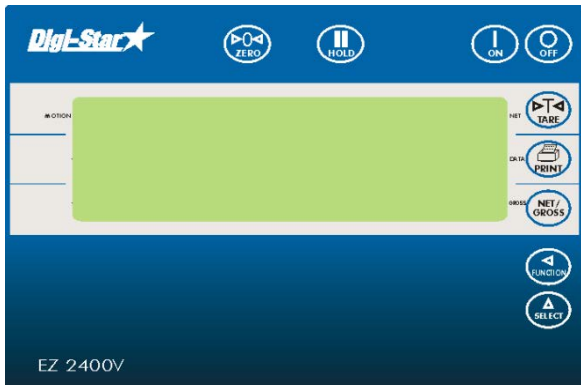 Digi-Star
ZERO
HOLD
ON
OFF
MOTION
NET
T
TARE
DATA
PRINT
GROSS
NET/
GROSS
FUNCTION
SELECT
EZ 2400V